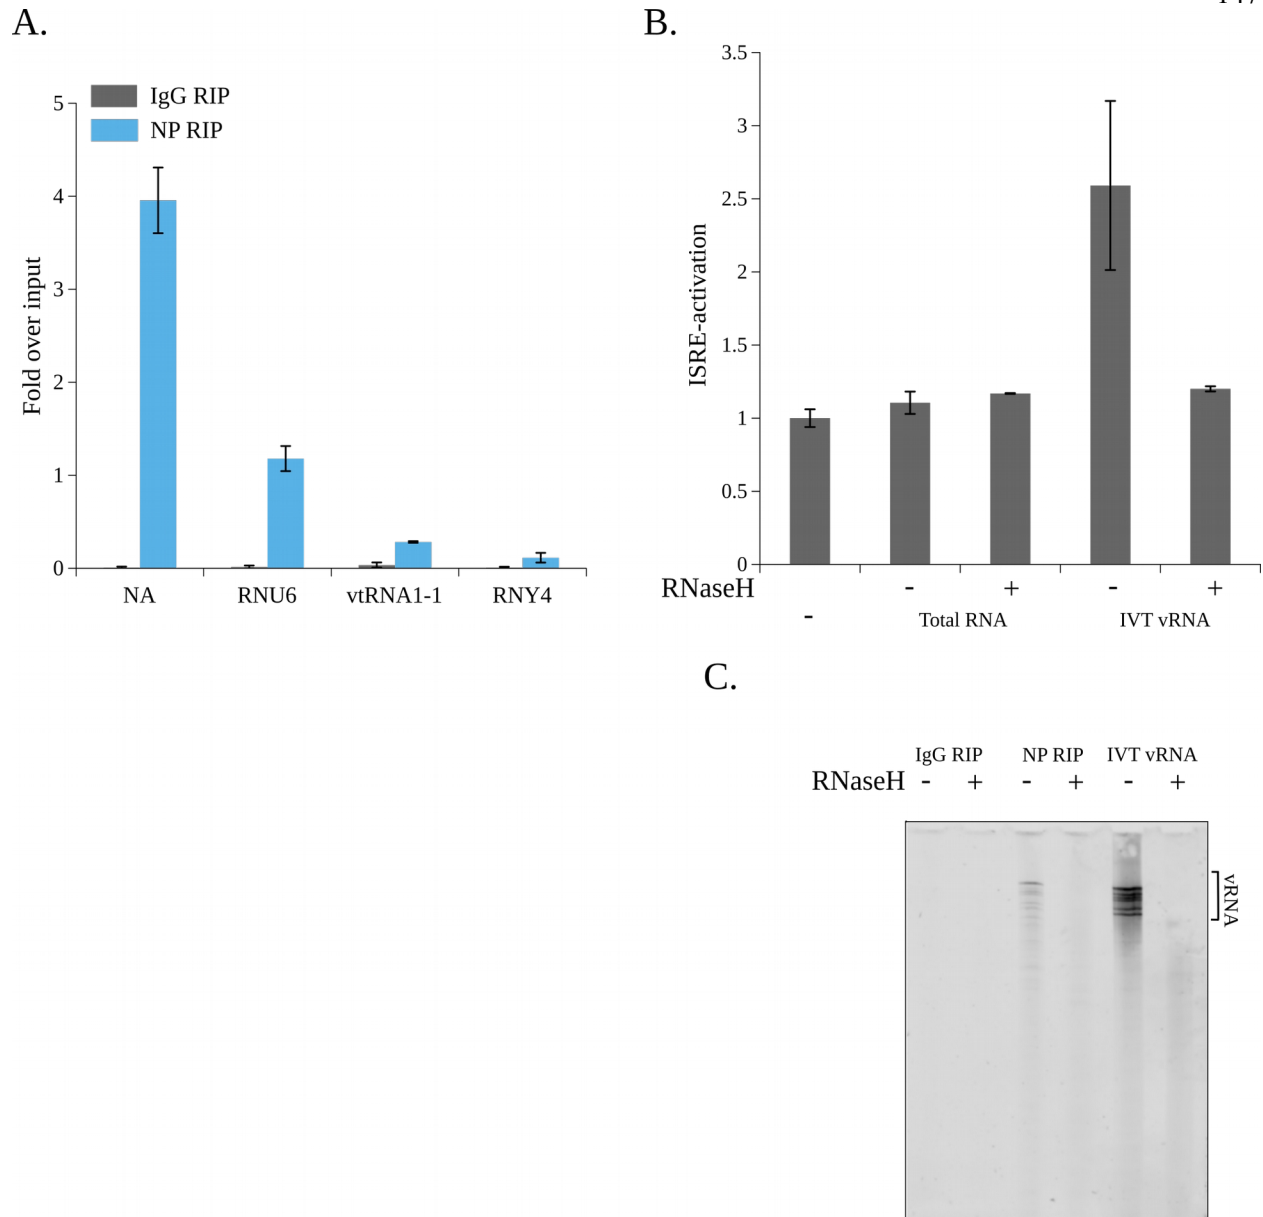 A.
5
4
3
2
1
0
Fold over input
IgG RIP
NP RIP
NA RNU6 vtRNA1-1 RNY4
B.
3.5
3
2.5
2
1.5
1
0.5
0
ISRE-activation
RNaseH - + - +
- Total RNA IVT vRNA
C.
IgG RIP NP RIP IVT vRNA
RNaseH - + - + - +
vRNA